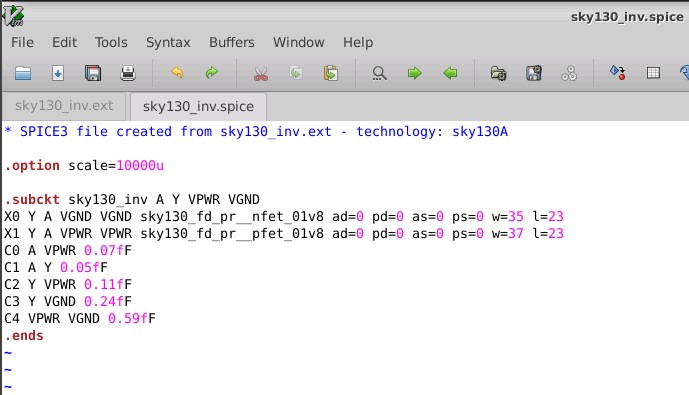 sky130_inv.spice
File Edit Tools Syntax Buffers Window Help
sky130_inv.ext sky130_inv.spice
* SPICE3 file created from sky130_inv.ext - technology: sky130A
.option scale=10000u
.subckt sky130_inv A Y VPWR VGND
X0 Y A VGND VGND sky130_fd_pr__nfet_01v8 ad=0 pd=0 as=0 ps=0 w=35 l=23
X1 Y A VPWR VPWR sky130_fd_pr__pfet_01v8 ad=0 pd=0 as=0 ps=0 w=37 l=23
C0 A VPWR 0.07fF
C1 A Y 0.05fF
C2 Y VPWR 0.11fF
C3 Y VGND 0.24fF
C4 VPWR VGND 0.59fF
.ends
~
~
~